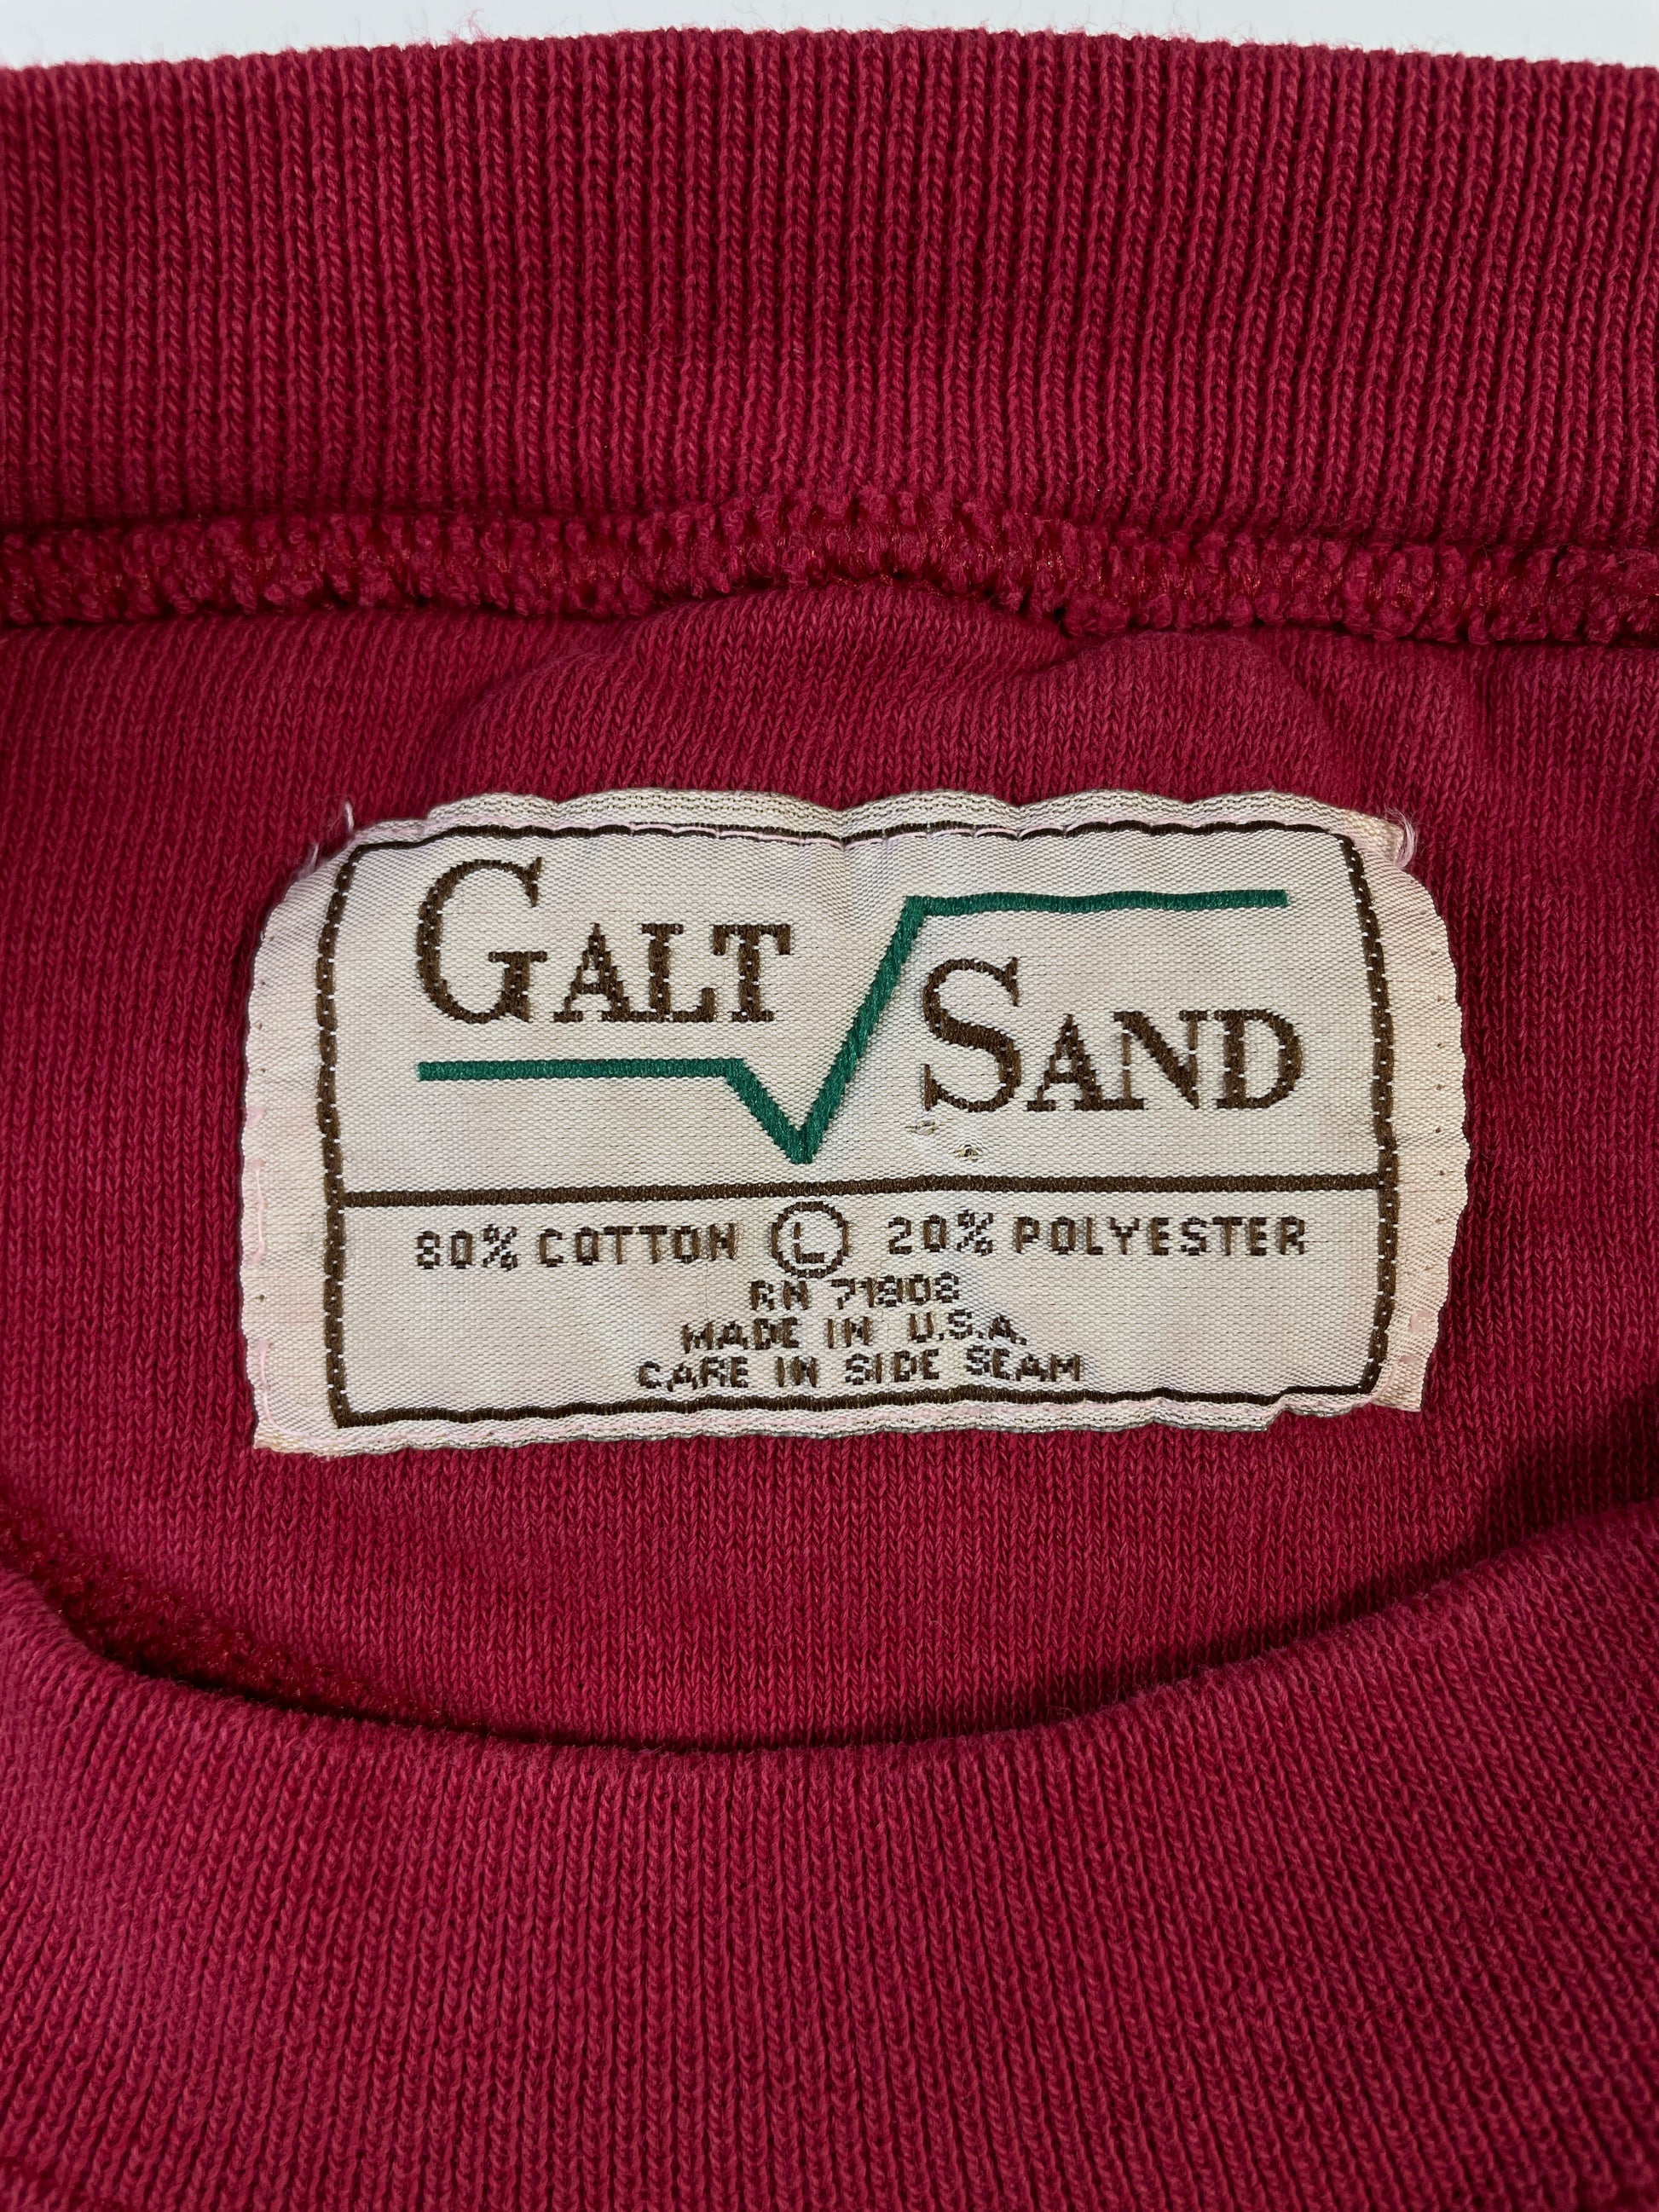 GALT SAND
80% COTTON L 20% POLYESTER
RN 71808
MADE IN U.S.A.
CARE IN SIDE SEAM